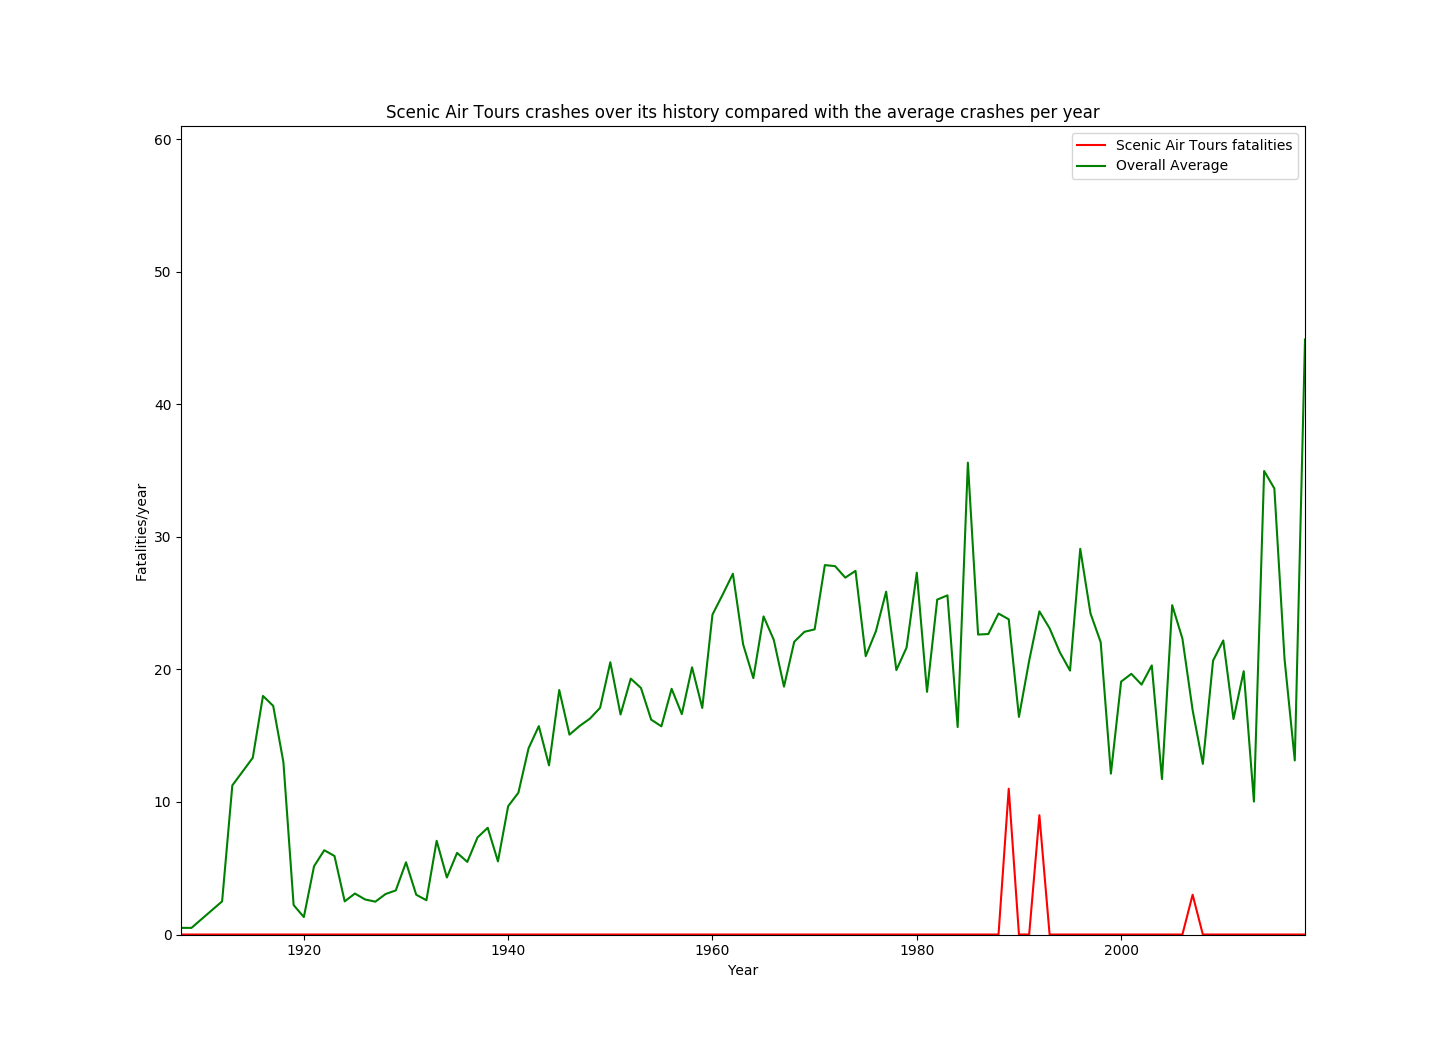 Scenic Air Tours crashes over its history compared with the average crashes per year
Scenic Air Tours fatalities
Overall Average
60
50
40
30
20
10
0
Fatalities/year
1920 1940 1960 1980 2000
Year